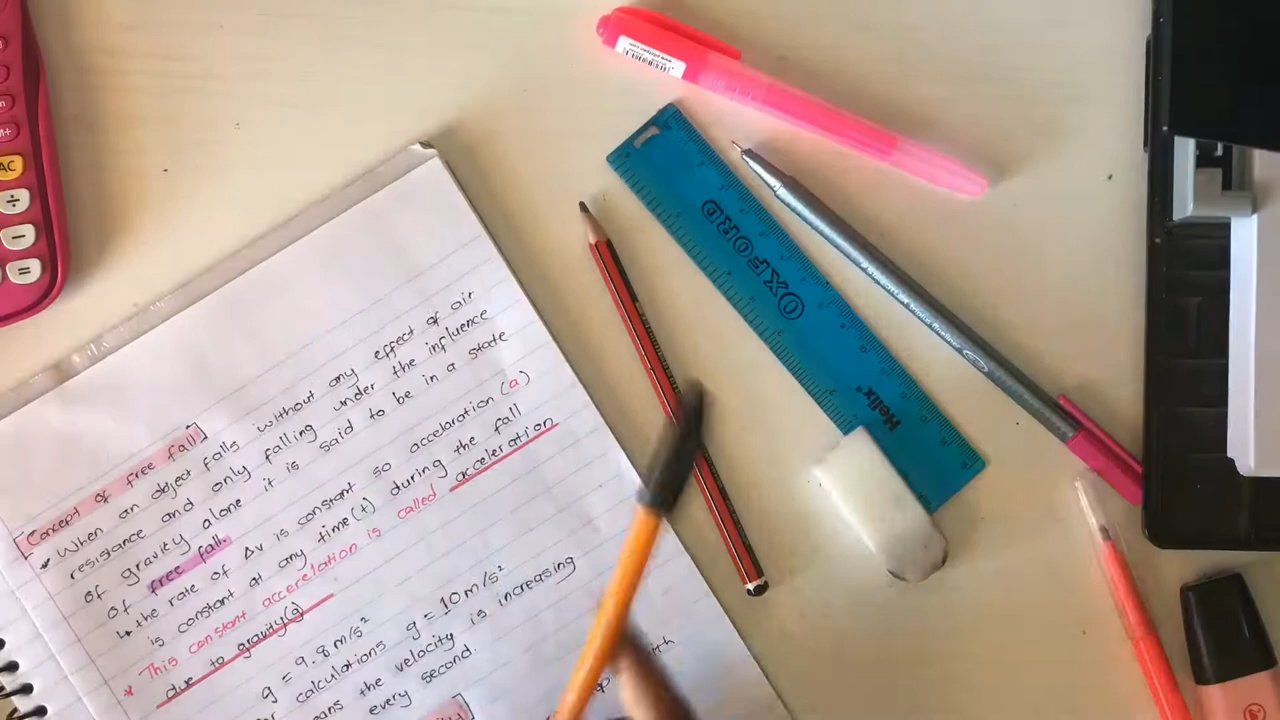 Concept of free fall
* When an object falls without any effect of air
resistance and only falling under the influence
of gravity alone it is said to be in a state
of free fall.
↳ the rate of Δv is constant so accelaration (a)
is constant at any time(t) during the fall
* This constant accerelation is called acceleration
due to gravity(g)
g = 9.8 m/s²
calculations g = 10 m/s²
the velocity is increasing
every second.
AC
M+
÷
−
=
OXFORD
Helix